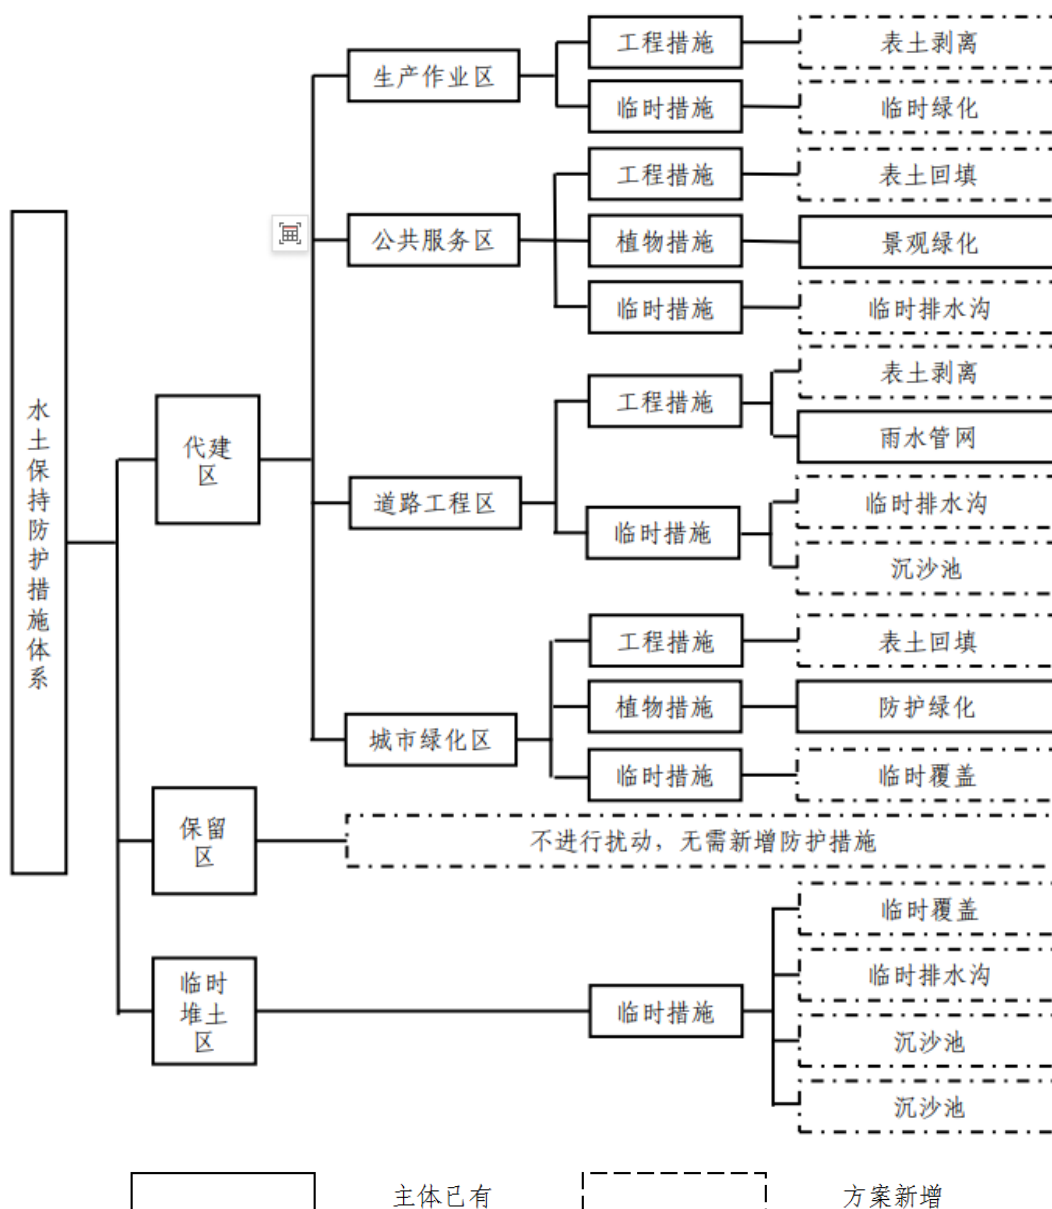 水土保持防护措施体系
代建
区
生产作业区
工程措施
表土剥离
临时措施
临时绿化
公共服务区
工程措施
表土回填
植物措施
景观绿化
临时措施
临时排水沟
道路工程区
工程措施
表土剥离
雨水管网
临时措施
临时排水沟
沉沙池
城市绿化区
工程措施
表土回填
植物措施
防护绿化
临时措施
临时覆盖
保留
区
不进行扰动，无需新增防护措施
临时
堆土
区
临时措施
临时覆盖
临时排水沟
沉沙池
沉沙池
主体已有
方案新增